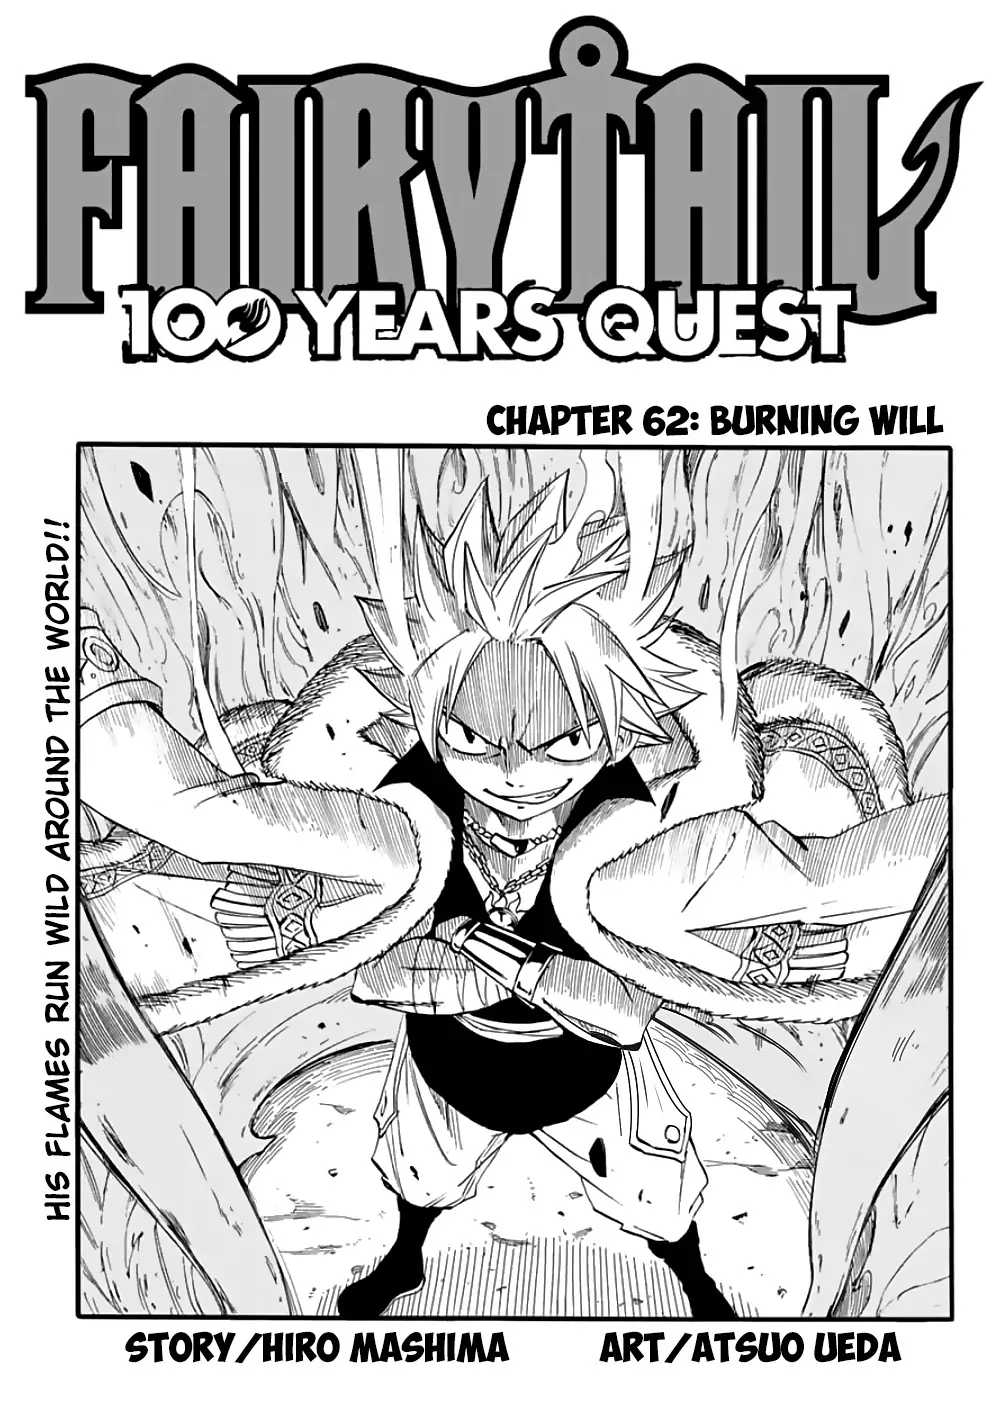 FAIRY TAIL
100 YEARS QUEST
CHAPTER 62: BURNING WILL
HIS FLAMES RUN WILD AROUND THE WORLD!!
STORY/HIRO MASHIMA
ART/ATSUO UEDA